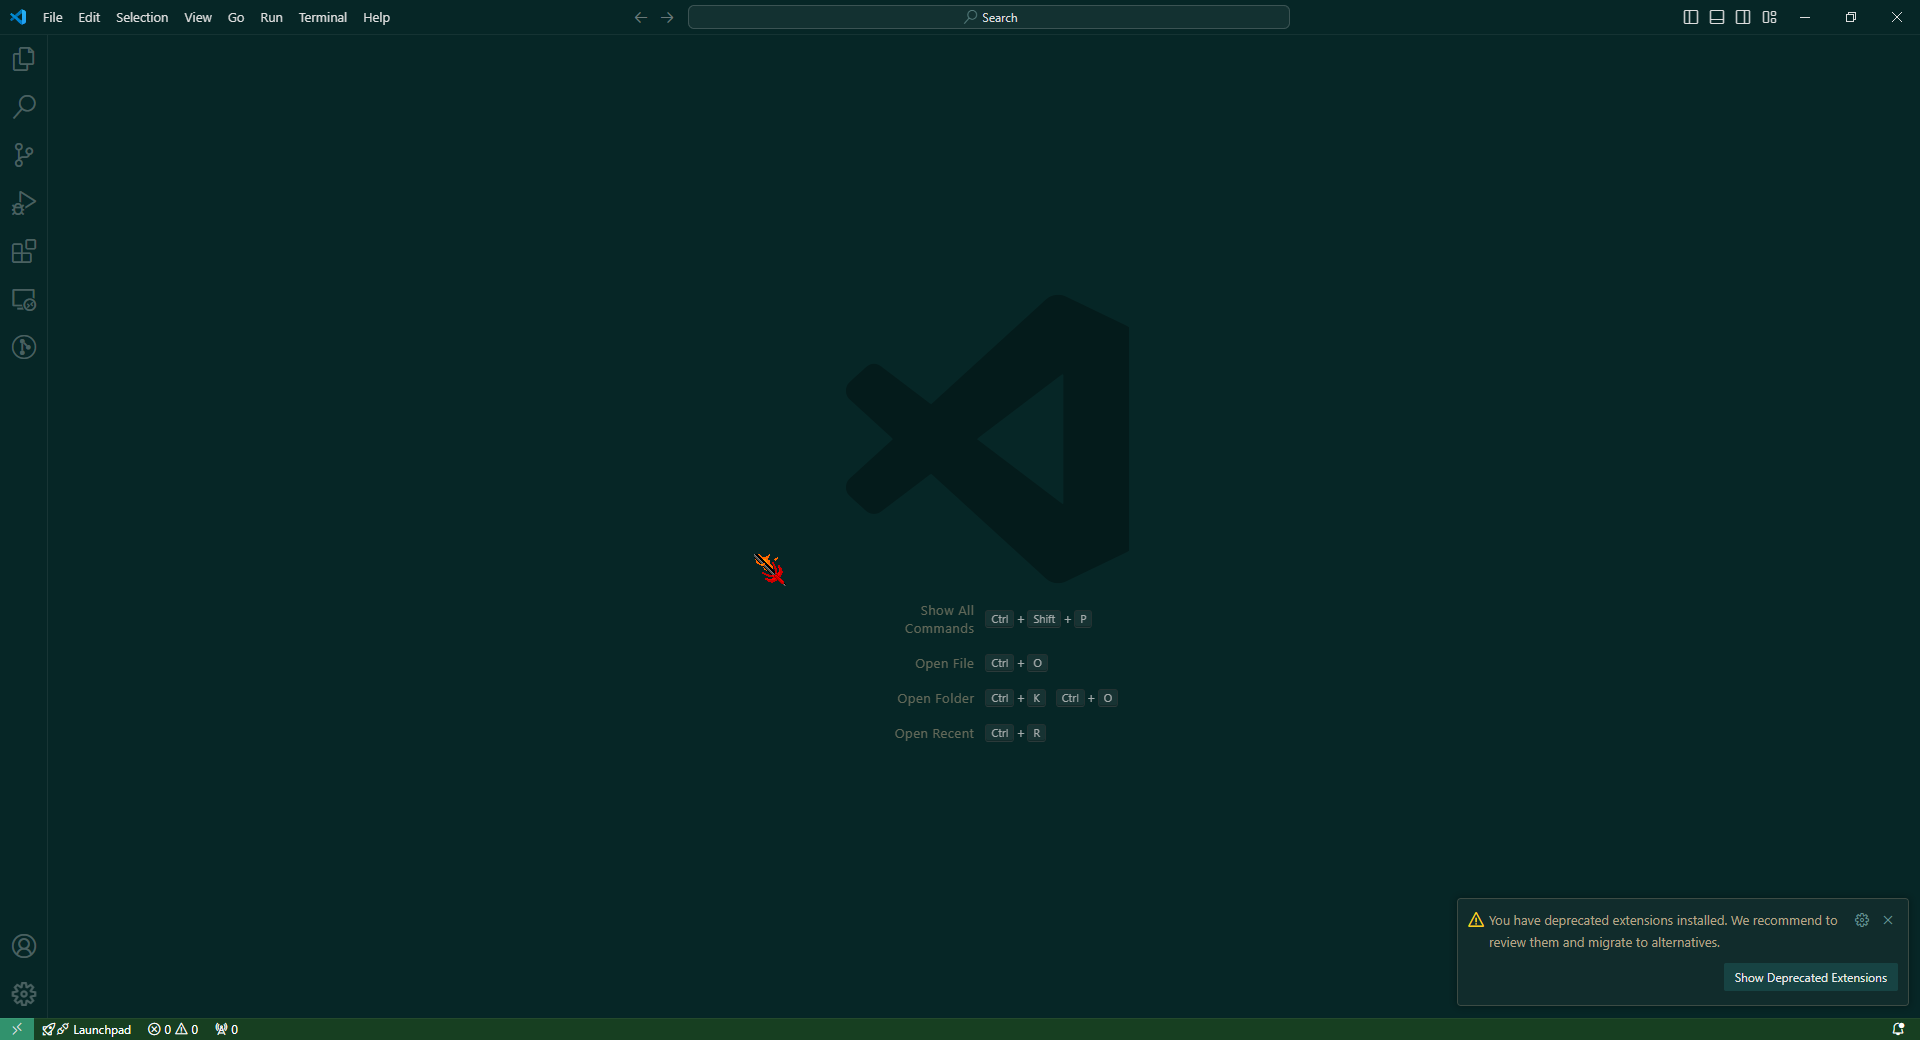 File Edit Selection View Go Run Terminal Help
Search
Show All
Commands
Ctrl + Shift + P
Open File Ctrl + O
Open Folder Ctrl + K Ctrl + O
Open Recent Ctrl + R
You have deprecated extensions installed. We recommend to
review them and migrate to alternatives.
Show Deprecated Extensions
Launchpad 0 0 0